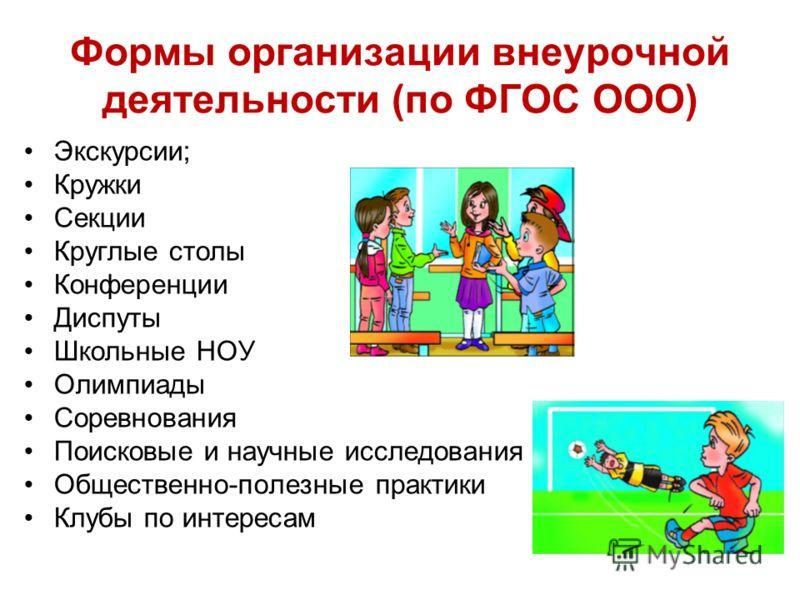 Формы организации внеурочной
деятельности (по ФГОС ООО)
• Экскурсии;
• Кружки
• Секции
• Круглые столы
• Конференции
• Диспуты
• Школьные НОУ
• Олимпиады
• Соревнования
• Поисковые и научные исследования
• Общественно-полезные практики
• Клубы по интересам
MyShared